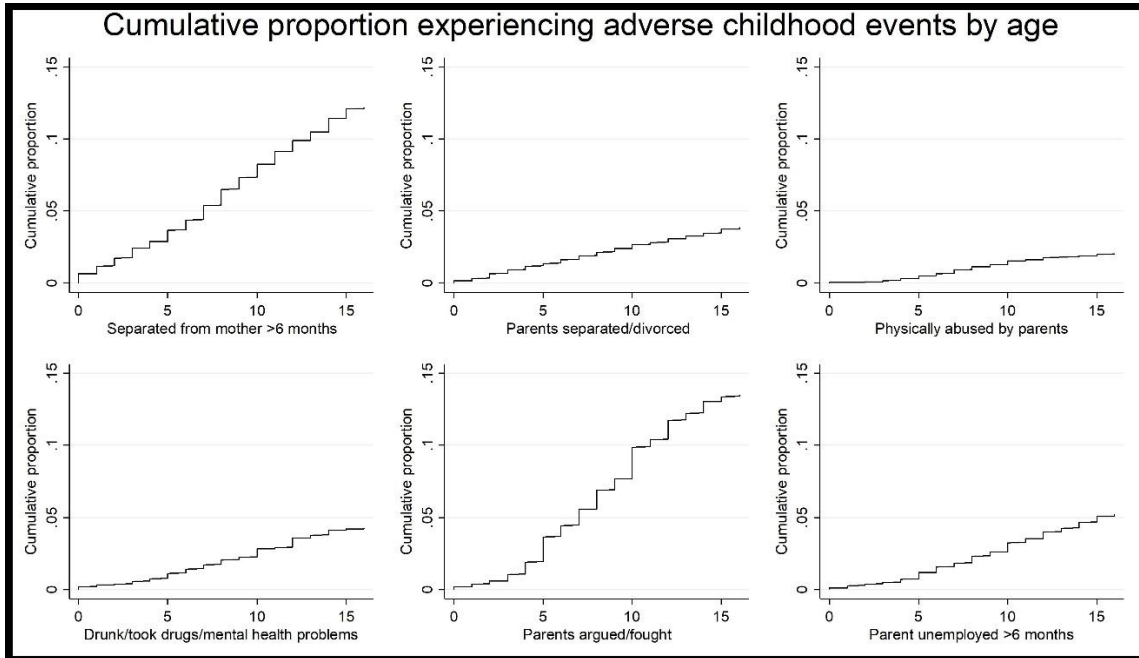 Cumulative proportion experiencing adverse childhood events by age
Cumulative proportion
.15
.1
.05
0
0 5 10 15
Separated from mother >6 months
Cumulative proportion
.15
.1
.05
0
0 5 10 15
Parents separated/divorced
Cumulative proportion
.15
.1
.05
0
0 5 10 15
Physically abused by parents
Cumulative proportion
.15
.1
.05
0
0 5 10 15
Drunk/took drugs/mental health problems
Cumulative proportion
.15
.1
.05
0
0 5 10 15
Parents argued/fought
Cumulative proportion
.15
.1
.05
0
0 5 10 15
Parent unemployed >6 months